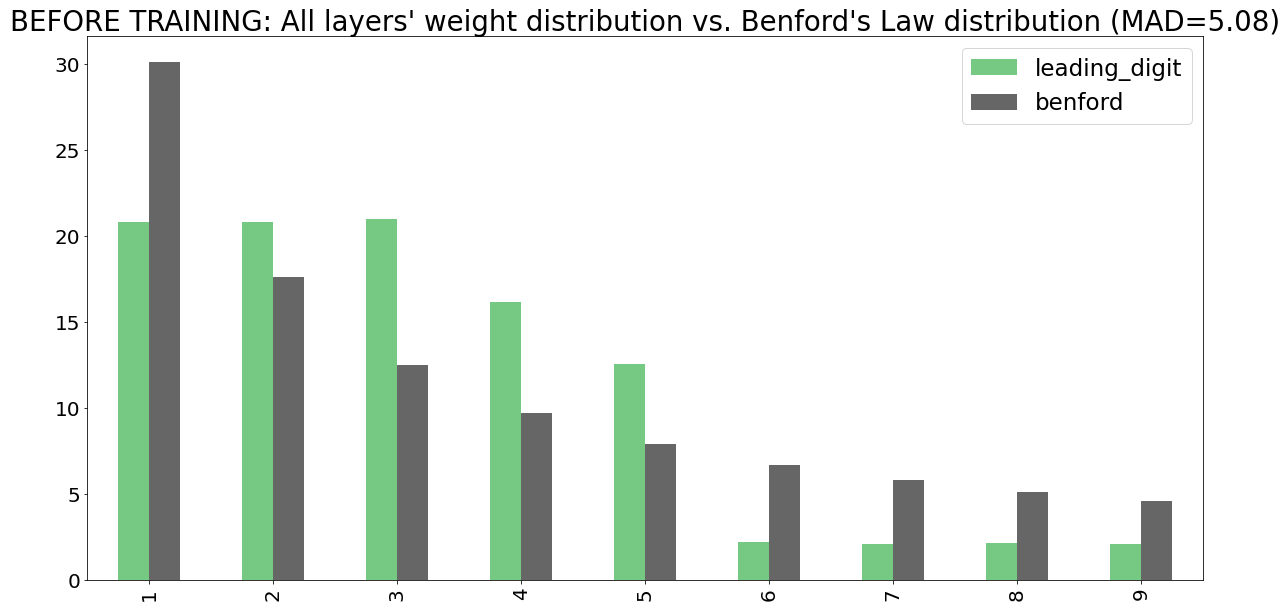 BEFORE TRAINING: All layers' weight distribution vs. Benford's Law distribution (MAD=5.08)
leading_digit
benford
30
25
20
15
10
5
0
1 2 3 4 5 6 7 8 9